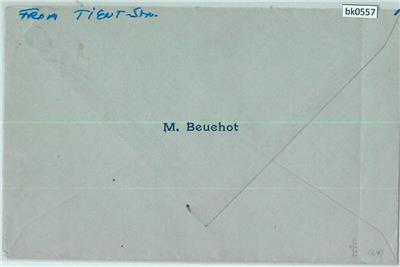 FROM TIENT-SIN.
bk0557
M. Beuchot